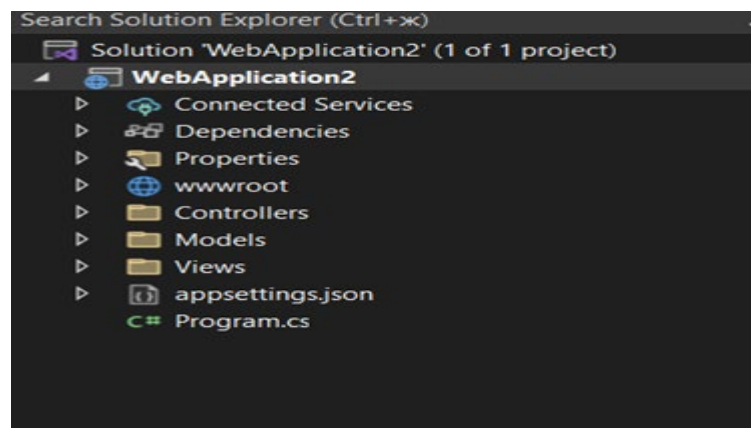 Search Solution Explorer (Ctrl+ж)
Solution 'WebApplication2' (1 of 1 project)
WebApplication2
Connected Services
Dependencies
Properties
wwwroot
Controllers
Models
Views
appsettings.json
C# Program.cs